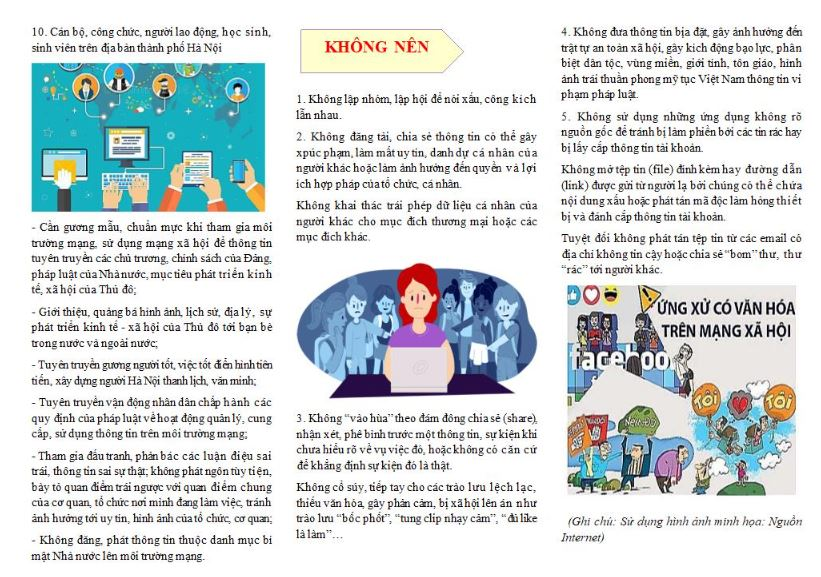 10. Cán bộ, công chức, người lao động, học sinh,
sinh viên trên địa bàn thành phố Hà Nội
- Cần gương mẫu, chuẩn mực khi tham gia môi
trường mạng, sử dụng mạng xã hội để thông tin
tuyên truyền các chủ trương, chính sách của Đảng,
pháp luật của Nhà nước, mục tiêu phát triển kinh
tế, xã hội của Thủ đô;
- Giới thiệu, quảng bá hình ảnh, lịch sử, địa lý, sự
phát triển kinh tế - xã hội của Thủ đô tới bạn bè
trong nước và ngoài nước;
- Tuyên truyền gương người tốt, việc tốt điển hình tiên
tiến, xây dựng người Hà Nội thanh lịch, văn minh;
- Tuyên truyền vận động nhân dân chấp hành các
quy định của pháp luật về hoạt động quản lý, cung
cấp, sử dụng thông tin trên môi trường mạng;
- Tham gia đấu tranh, phản bác các luận điệu sai
trái, thông tin sai sự thật; không phát ngôn tùy tiện,
bày tỏ quan điểm trái ngược với quan điểm chung
của cơ quan, tổ chức nơi mình đang làm việc, tránh
ảnh hưởng tới uy tín, hình ảnh của tổ chức, cơ quan;
- Không đăng, phát thông tin thuộc danh mục bí
mật Nhà nước lên môi trường mạng.
KHÔNG NÊN
1. Không lập nhóm, lập hội để nói xấu, công kích
lẫn nhau.
2. Không đăng tải, chia sẻ thông tin có thể gây
xpúc phạm, làm mất uy tín, danh dự cá nhân của
người khác hoặc làm ảnh hưởng đến quyền và lợi
ích hợp pháp của tổ chức, cá nhân.
Không khai thác trái phép dữ liệu cá nhân của
người khác cho mục đích thương mại hoặc các
mục đích khác.
3. Không "vào hùa" theo đám đông chia sẻ (share),
nhận xét, phê bình trước một thông tin, sự kiện khi
chưa hiểu rõ về vụ việc đó, hoặc không có căn cứ
để khẳng định sự kiện đó là thật.
Không cổ súy, tiếp tay cho các trào lưu lệch lạc,
thiếu văn hóa, gây phản cảm, bị xã hội lên án như
trào lưu "bóc phốt", "tung clip nhạy cảm", "đủ like
là làm"...
4. Không đưa thông tin bịa đặt, gây ảnh hưởng đến
trật tự an toàn xã hội, gây kích động bạo lực, phân
biệt dân tộc, vùng miền, giới tính, tôn giáo, hình
ảnh trái thuần phong mỹ tục Việt Nam thông tin vi
phạm pháp luật.
5. Không sử dụng những ứng dụng không rõ
nguồn gốc để tránh bị làm phiền bởi các tin rác hay
bị lấy cắp thông tin tài khoản.
Không mở tệp tin (file) đính kèm hay đường dẫn
(link) được gửi từ người lạ bởi chúng có thể chứa
nội dung xấu hoặc phát tán mã độc làm hỏng thiết
bị và đánh cắp thông tin tài khoản.
Tuyệt đối không phát tán tệp tin từ các email có
địa chỉ không tin cậy hoặc chia sẻ "bom" thư, thư
"rác" tới người khác.
ỨNG XỬ CÓ VĂN HÓA
TRÊN MẠNG XÃ HỘI
faceboo
TÔI
TÔI
(Ghi chú: Sử dụng hình ảnh minh họa: Nguồn
Internet)